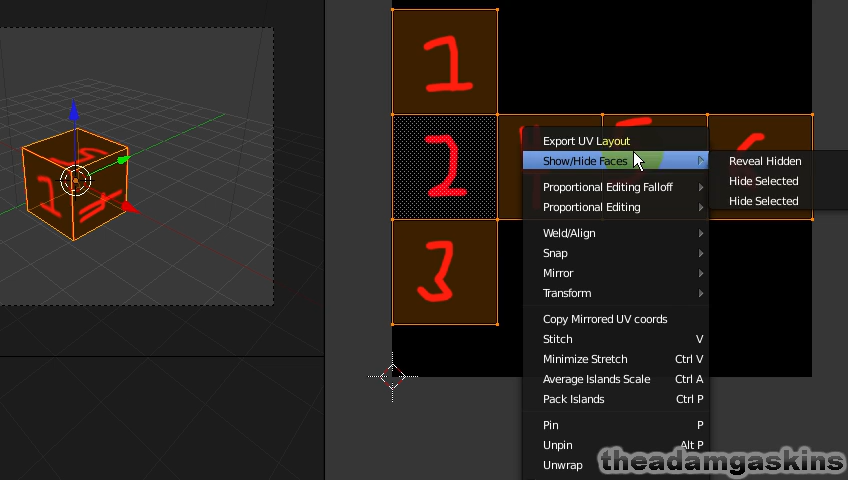 1
2
3
1
Export UV Layout
Show/Hide Faces
Reveal Hidden
Hide Selected
Hide Selected
Proportional Editing Falloff
Proportional Editing
Weld/Align
Snap
Mirror
Transform
Copy Mirrored UV coords
Stitch V
Minimize Stretch Ctrl V
Average Islands Scale Ctrl A
Pack Islands Ctrl P
Pin P
Unpin Alt P
Unwrap
theadamgaskins